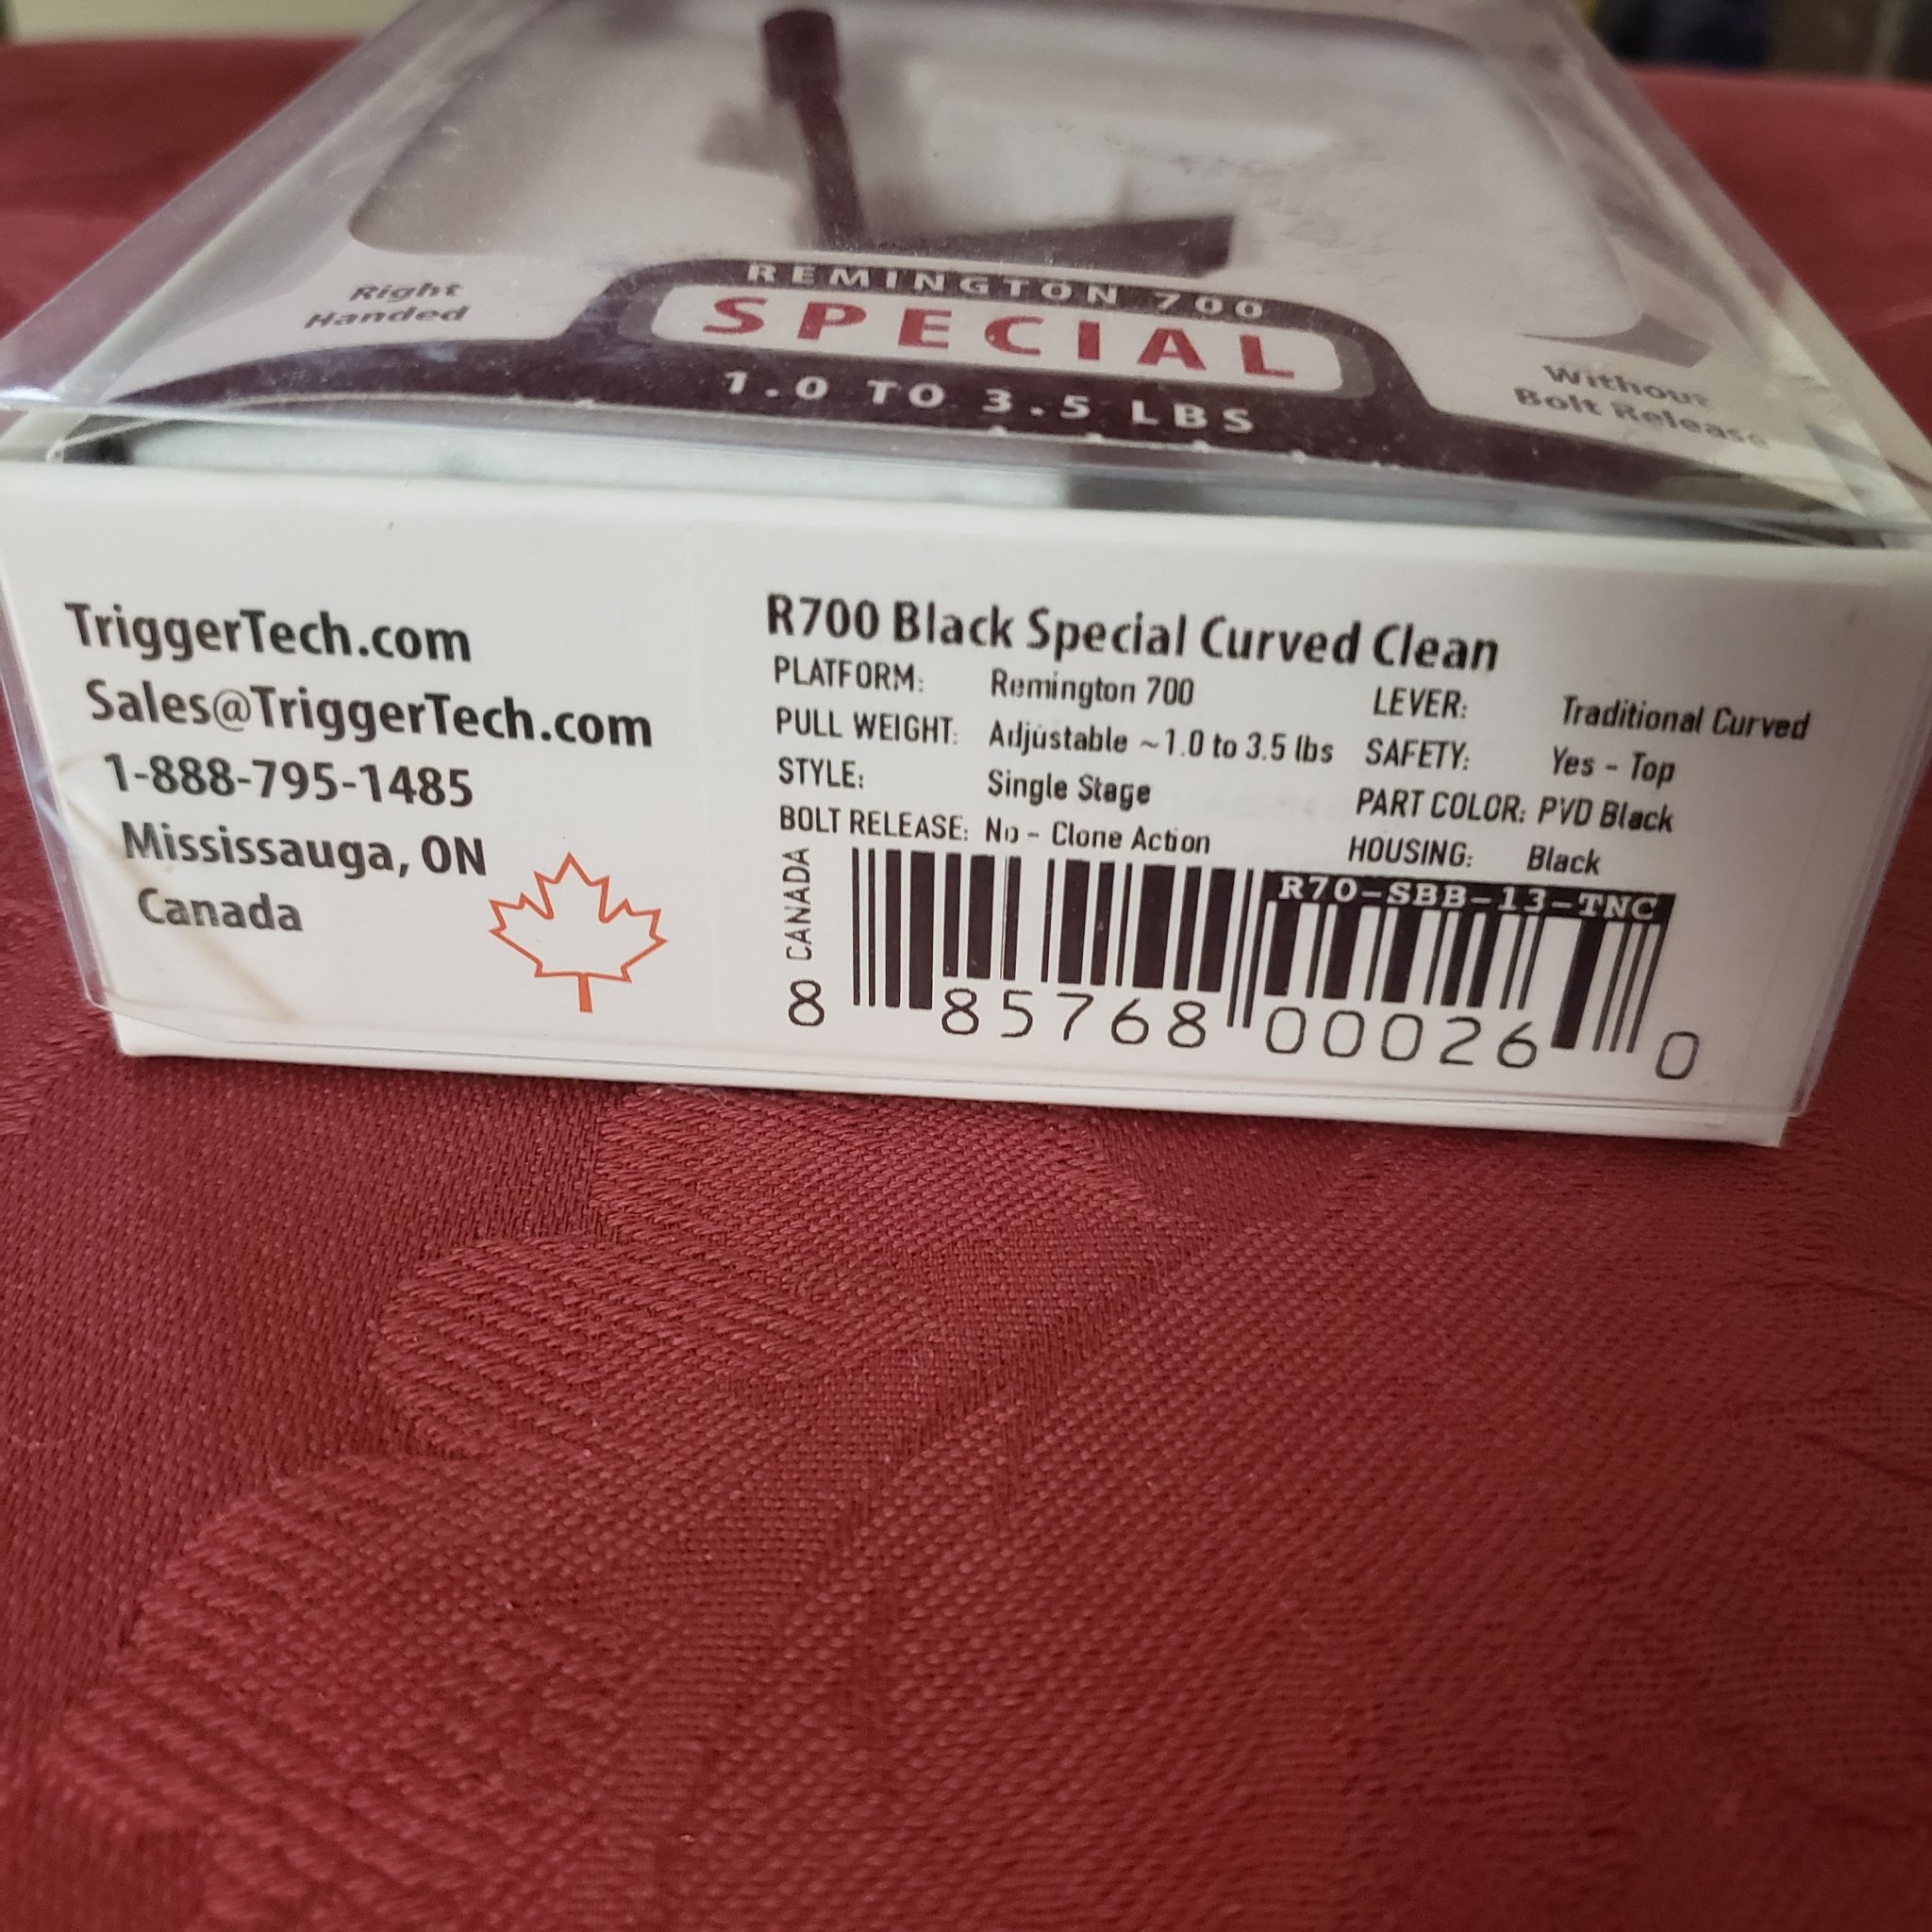 Right
Handed
REMINGTON 700
SPECIAL
1.0 TO 3.5 LBS
Without
Bolt Release
TriggerTech.com
Sales@TriggerTech.com
1-888-795-1485
Mississauga, ON
Canada
R700 Black Special Curved Clean
PLATFORM: Remington 700 LEVER: Traditional Curved
PULL WEIGHT: Adjustable ~1.0 to 3.5 lbs SAFETY: Yes - Top
STYLE: Single Stage PART COLOR: PVD Black
BOLT RELEASE: No - Clone Action HOUSING: Black
CANADA
R70-SBB-13-TNC
8 85768 00026 0